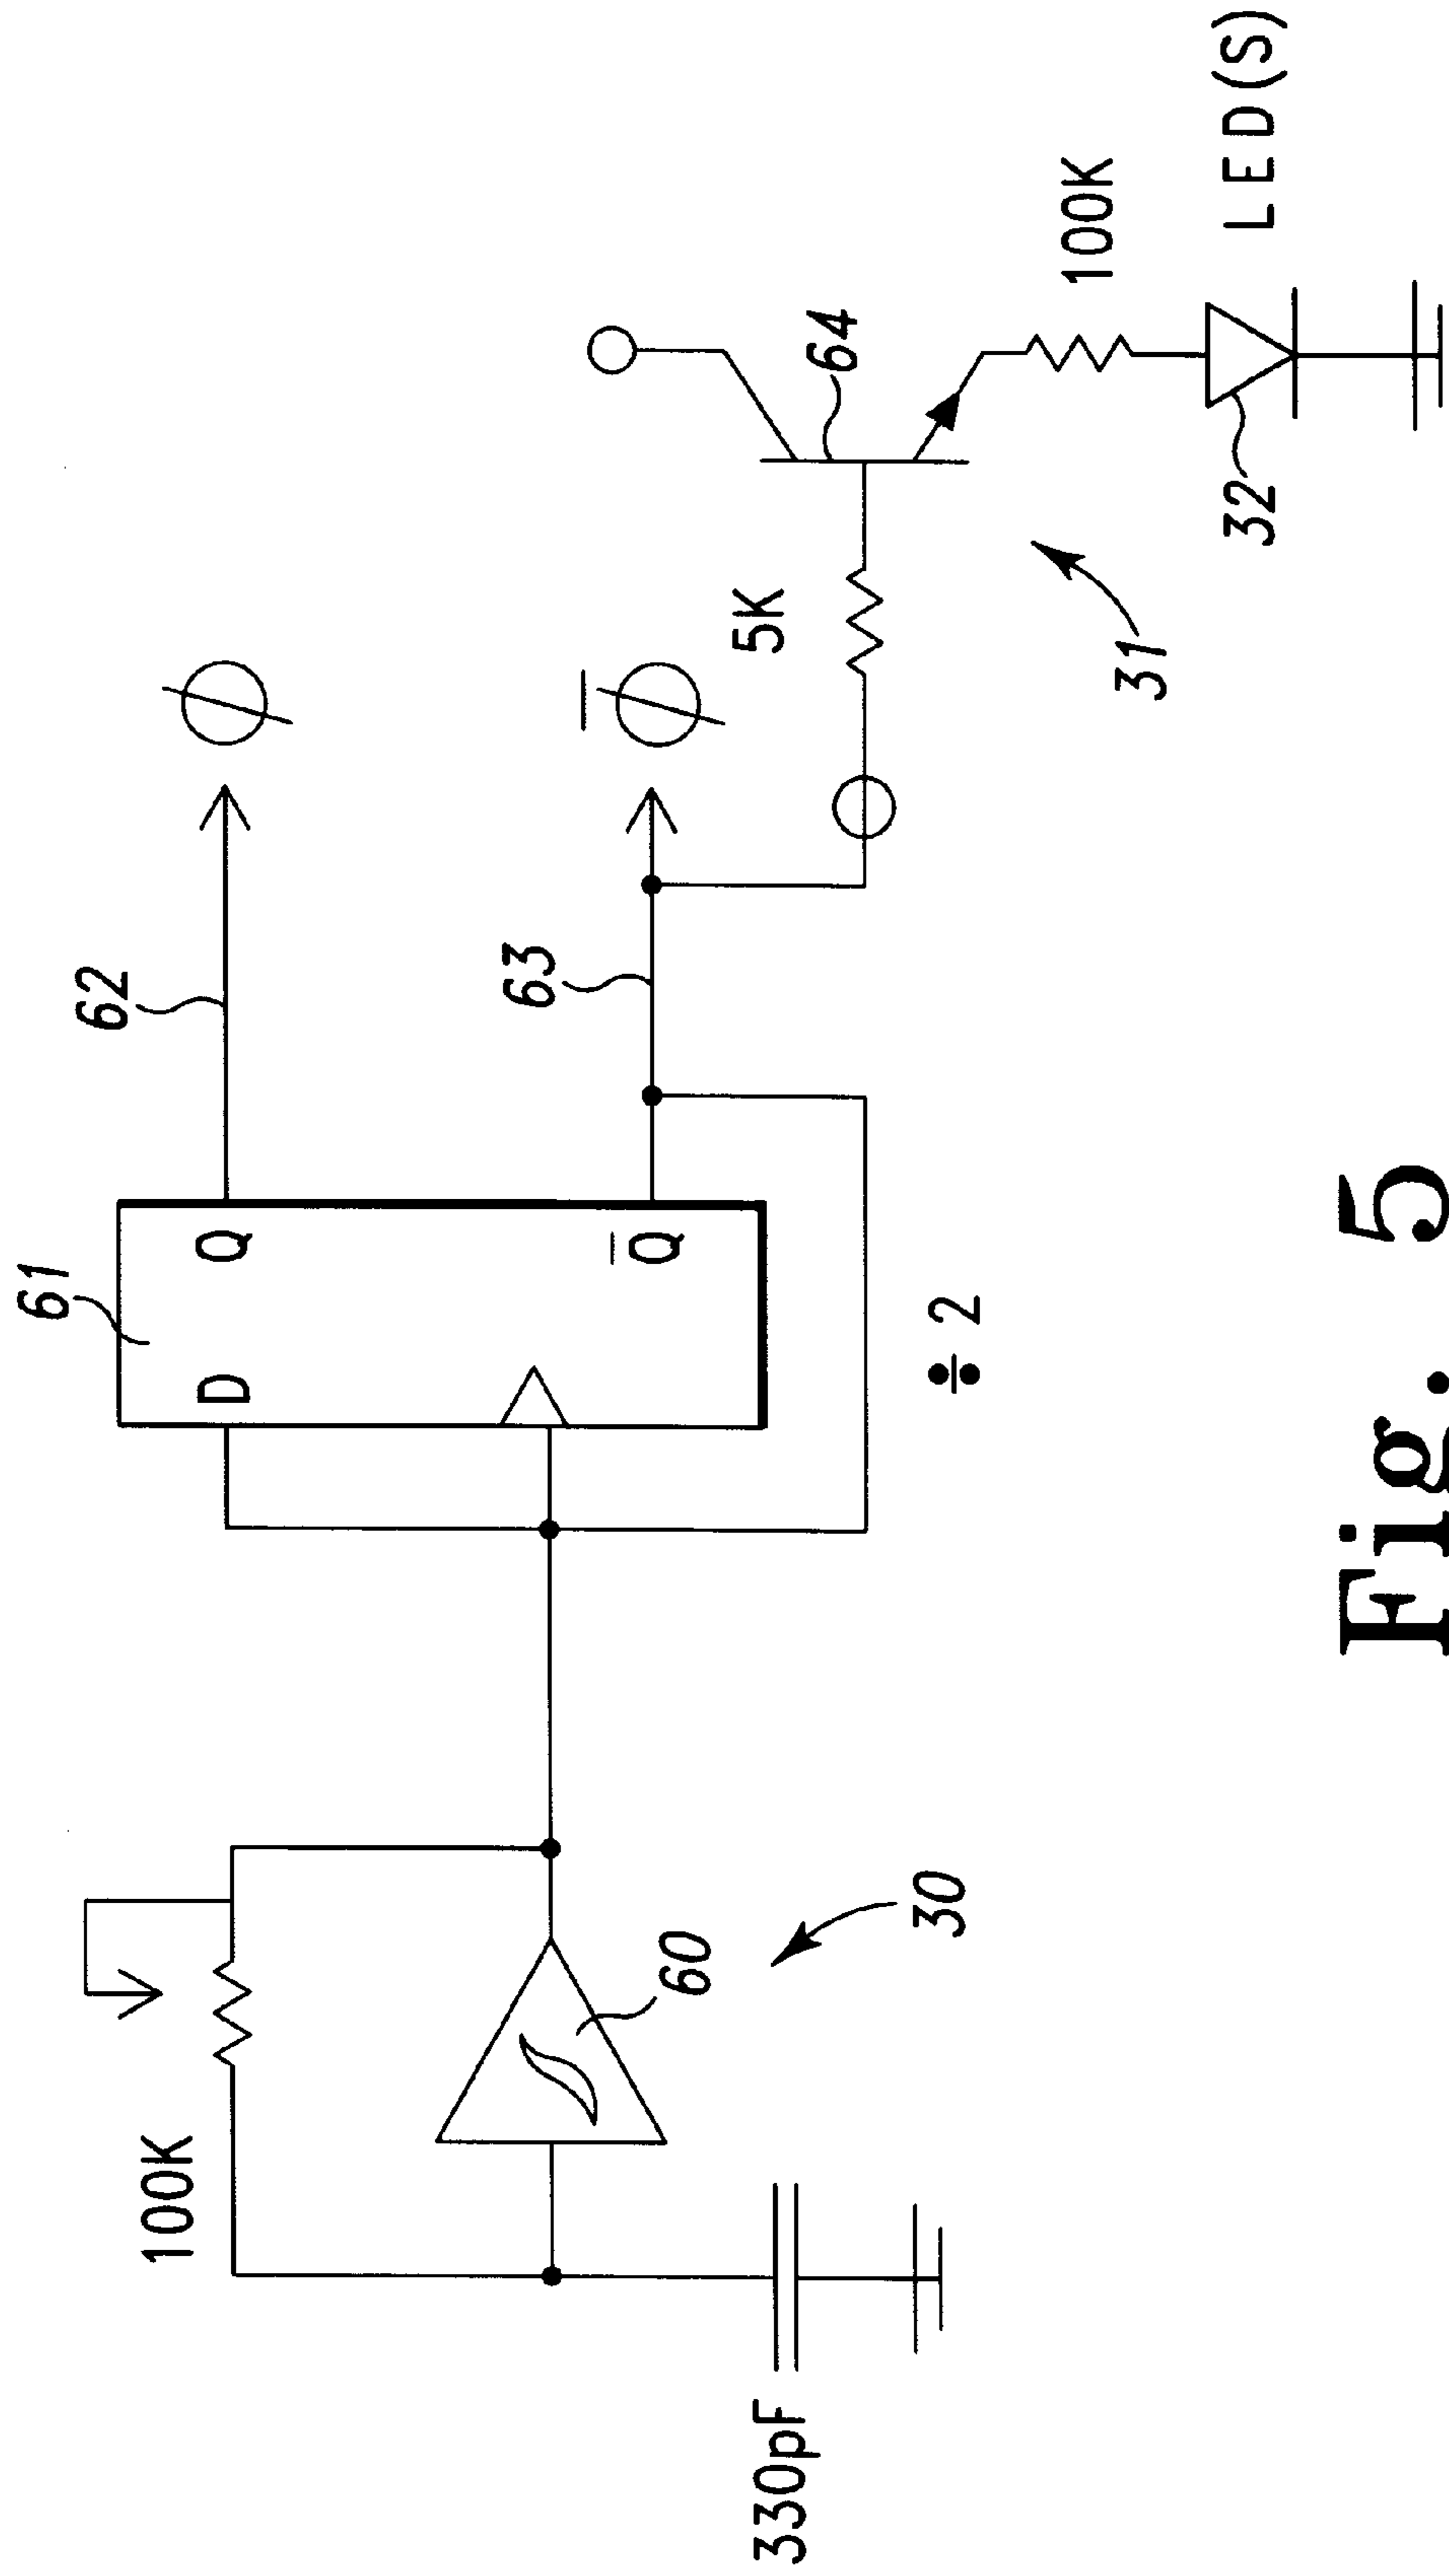 61
62
D
Q
Φ
100K
63
Q̅
Φ̅
60
5K
64
÷ 2
30
31
100K
330pF
32
LED(S)
Fig. 5